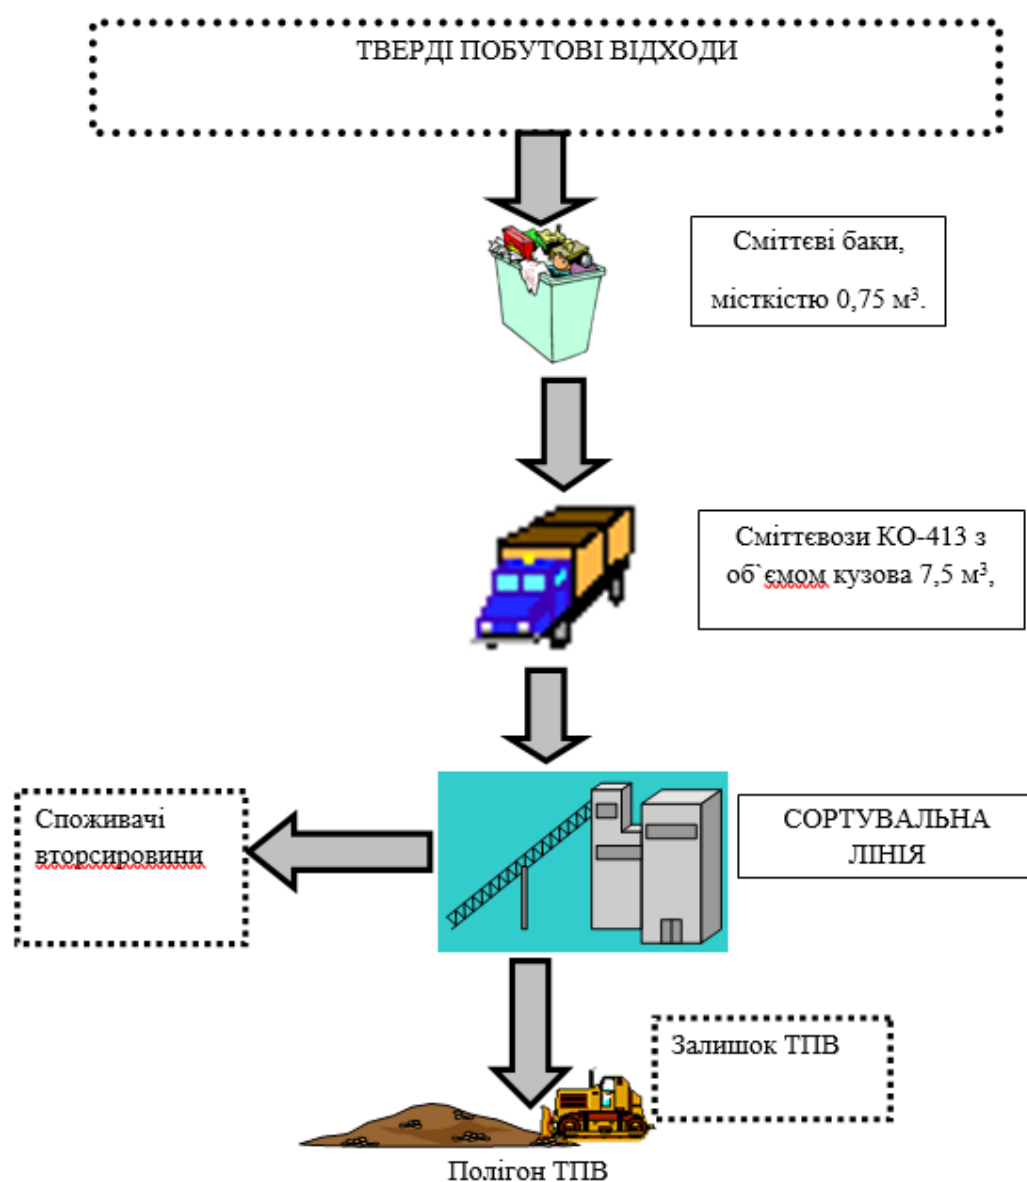 ТВЕРДІ ПОБУТОВІ ВІДХОДИ
Сміттєві баки,
місткістю 0,75 м³.
Сміттєвози КО-413 з
об`ємом кузова 7,5 м³,
СОРТУВАЛЬНА
ЛІНІЯ
Споживачі
вторсировини
Залишок ТПВ
Полігон ТПВ